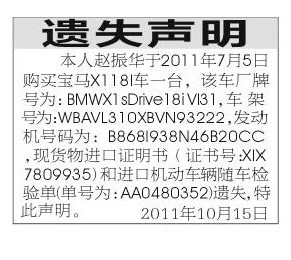 遗失声明
本人赵振华于2011年7月5日
购买宝马X118I车一台，该车厂牌
号为：BMWX1sDrive18i VI31,车架
号为:WBAVL310XBVN93222,发动
机号码为：B868I938N46B20CC
,现货物进口证明书（证书号:XIX
7809935)和进口机动车辆随车检
验单(单号为:AA0480352)遗失,特
此声明。 2011年10月15日